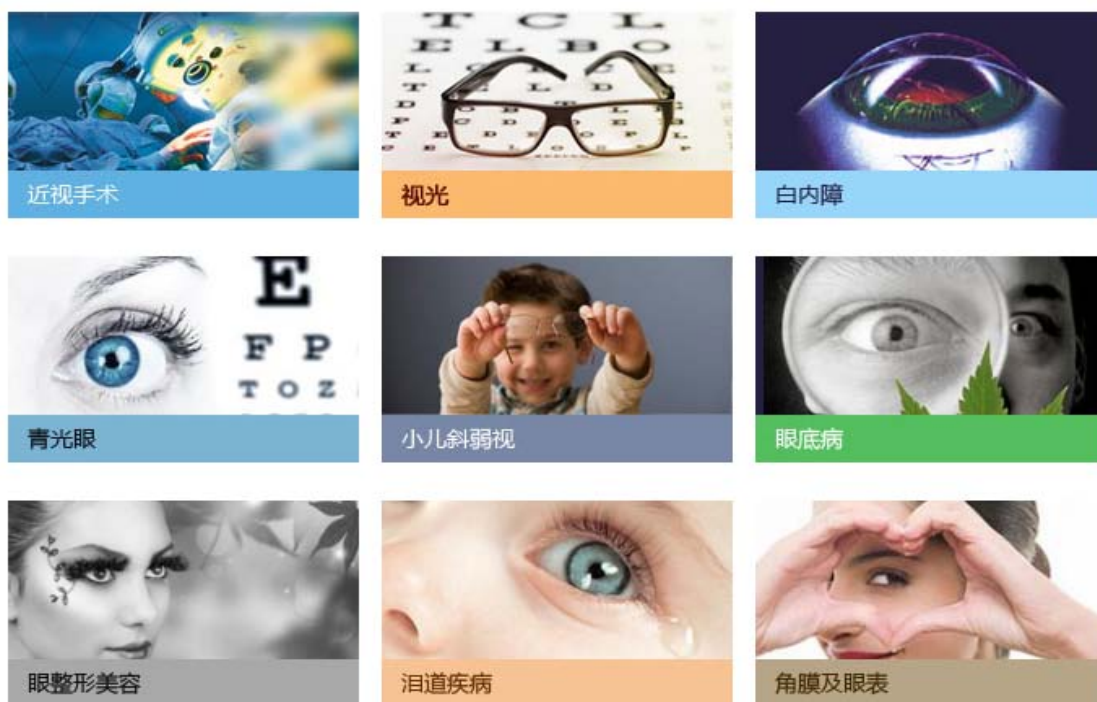 T C L
E L B O
近视手术
视光
白内障
E
F P
T O Z
青光眼
小儿斜弱视
眼底病
眼整形美容
泪道疾病
角膜及眼表